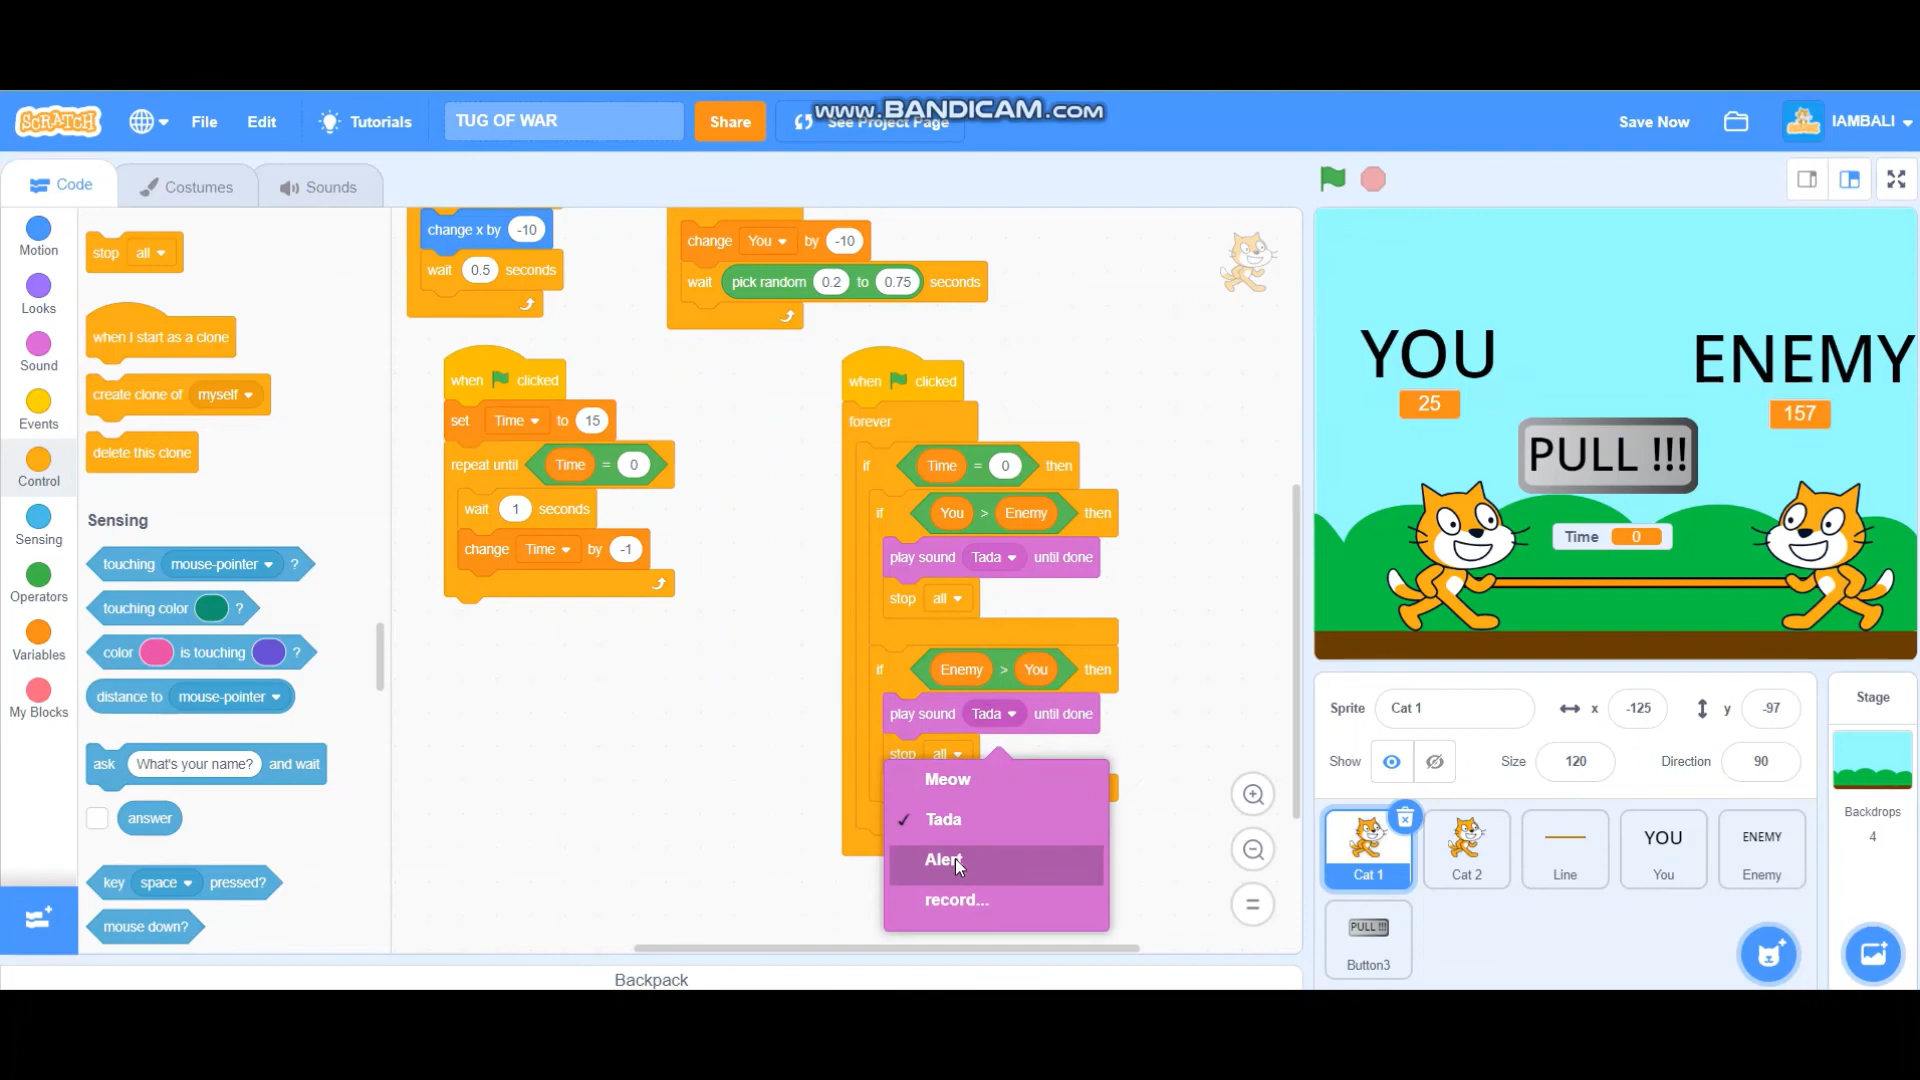 www.BANDICAM.com
SCRATCH File Edit Tutorials TUG OF WAR Share See Project Page Save Now IAMBALI
Code Costumes Sounds
Motion
Looks
Sound
Events
Control
Sensing
Operators
Variables
My Blocks
stop all
when I start as a clone
create clone of myself
delete this clone
Sensing
touching mouse-pointer ?
touching color ?
color is touching ?
distance to mouse-pointer
ask What's your name? and wait
answer
key space pressed?
mouse down?
change x by -10
wait 0.5 seconds
change You by -10
wait pick random 0.2 to 0.75 seconds
when clicked
set Time to 15
repeat until Time = 0
wait 1 seconds
change Time by -1
when clicked
forever
if Time = 0 then
if You > Enemy then
play sound Tada until done
stop all
if Enemy > You then
play sound Tada until done
stop all
Meow
✓ Tada
Alert
record...
Backpack
YOU
25
ENEMY
157
PULL !!!
Time 0
Sprite Cat 1 x -125 y -97
Show Size 120 Direction 90
Cat 1
Cat 2
Line
YOU
You
ENEMY
Enemy
PULL !!!
Button3
Stage
Backdrops
4